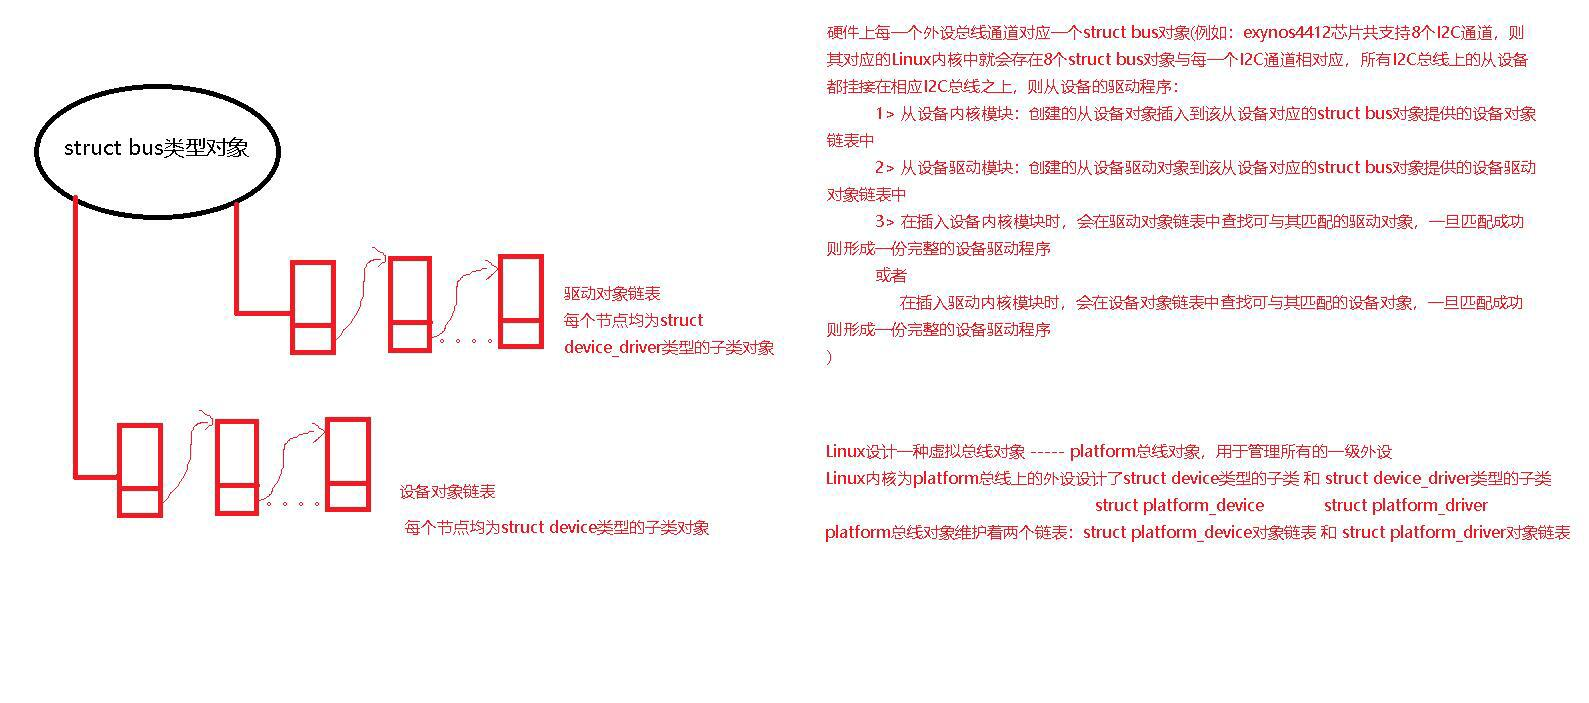 struct bus类型对象
驱动对象链表
每个节点均为struct
device_driver类型的子类对象
设备对象链表
每个节点均为struct device类型的子类对象
硬件上每一个外设总线通道对应一个struct bus对象(例如：exynos4412芯片共支持8个I2C通道，则
其对应的Linux内核中就会存在8个struct bus对象与每一个I2C通道相对应，所有I2C总线上的从设备
都挂接在相应I2C总线之上，则从设备的驱动程序：
1> 从设备内核模块：创建的从设备对象插入到该从设备对应的struct bus对象提供的设备对象
链表中
2> 从设备驱动模块：创建的从设备驱动对象到该从设备对应的struct bus对象提供的设备驱动
对象链表中
3> 在插入设备内核模块时，会在驱动对象链表中查找可与其匹配的驱动对象，一旦匹配成功
则形成一份完整的设备驱动程序
或者
在插入驱动内核模块时，会在设备对象链表中查找可与其匹配的设备对象，一旦匹配成功
则形成一份完整的设备驱动程序
)
Linux设计一种虚拟总线对象 ----- platform总线对象，用于管理所有的一级外设
Linux内核为platform总线上的外设设计了struct device类型的子类 和 struct device_driver类型的子类
struct platform_device struct platform_driver
platform总线对象维护着两个链表：struct platform_device对象链表 和 struct platform_driver对象链表